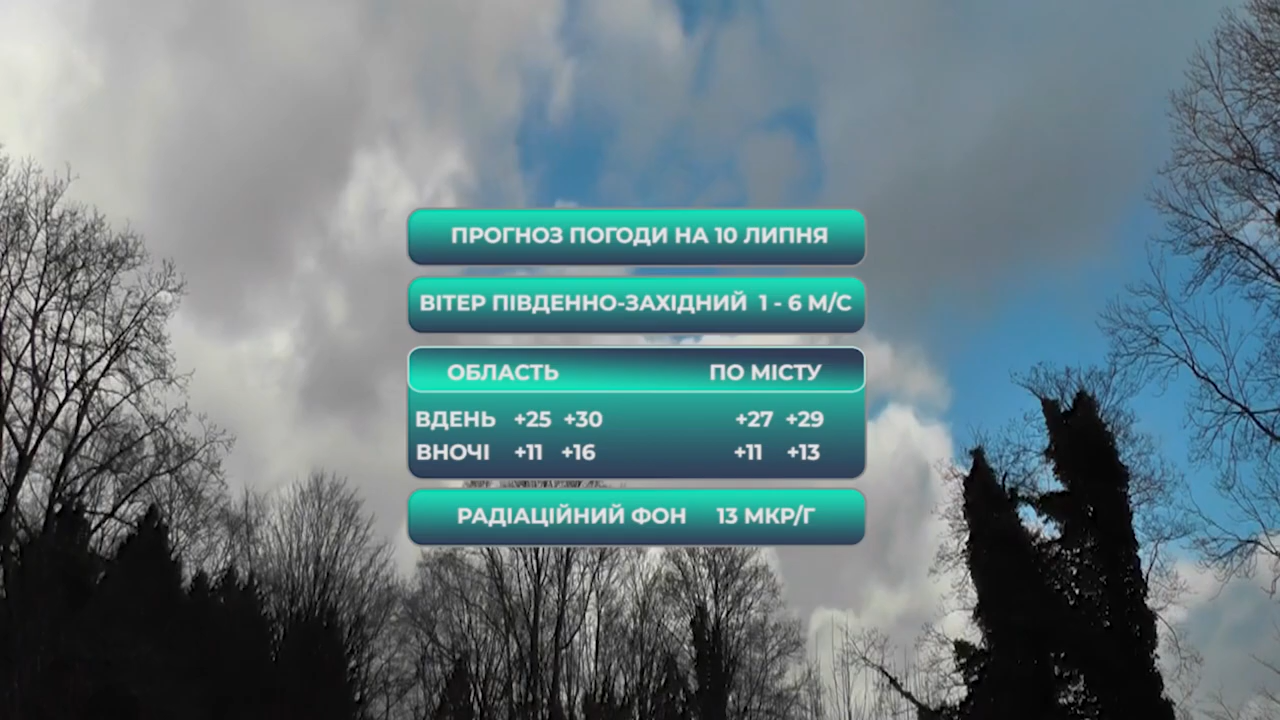 ПРОГНОЗ ПОГОДИ НА 10 ЛИПНЯ
ВІТЕР ПІВДЕННО-ЗАХІДНИЙ 1 - 6 М/С
ОБЛАСТЬ ПО МІСТУ
ВДЕНЬ +25 +30 +27 +29
ВНОЧІ +11 +16 +11 +13
РАДІАЦІЙНИЙ ФОН 13 МКР/Г